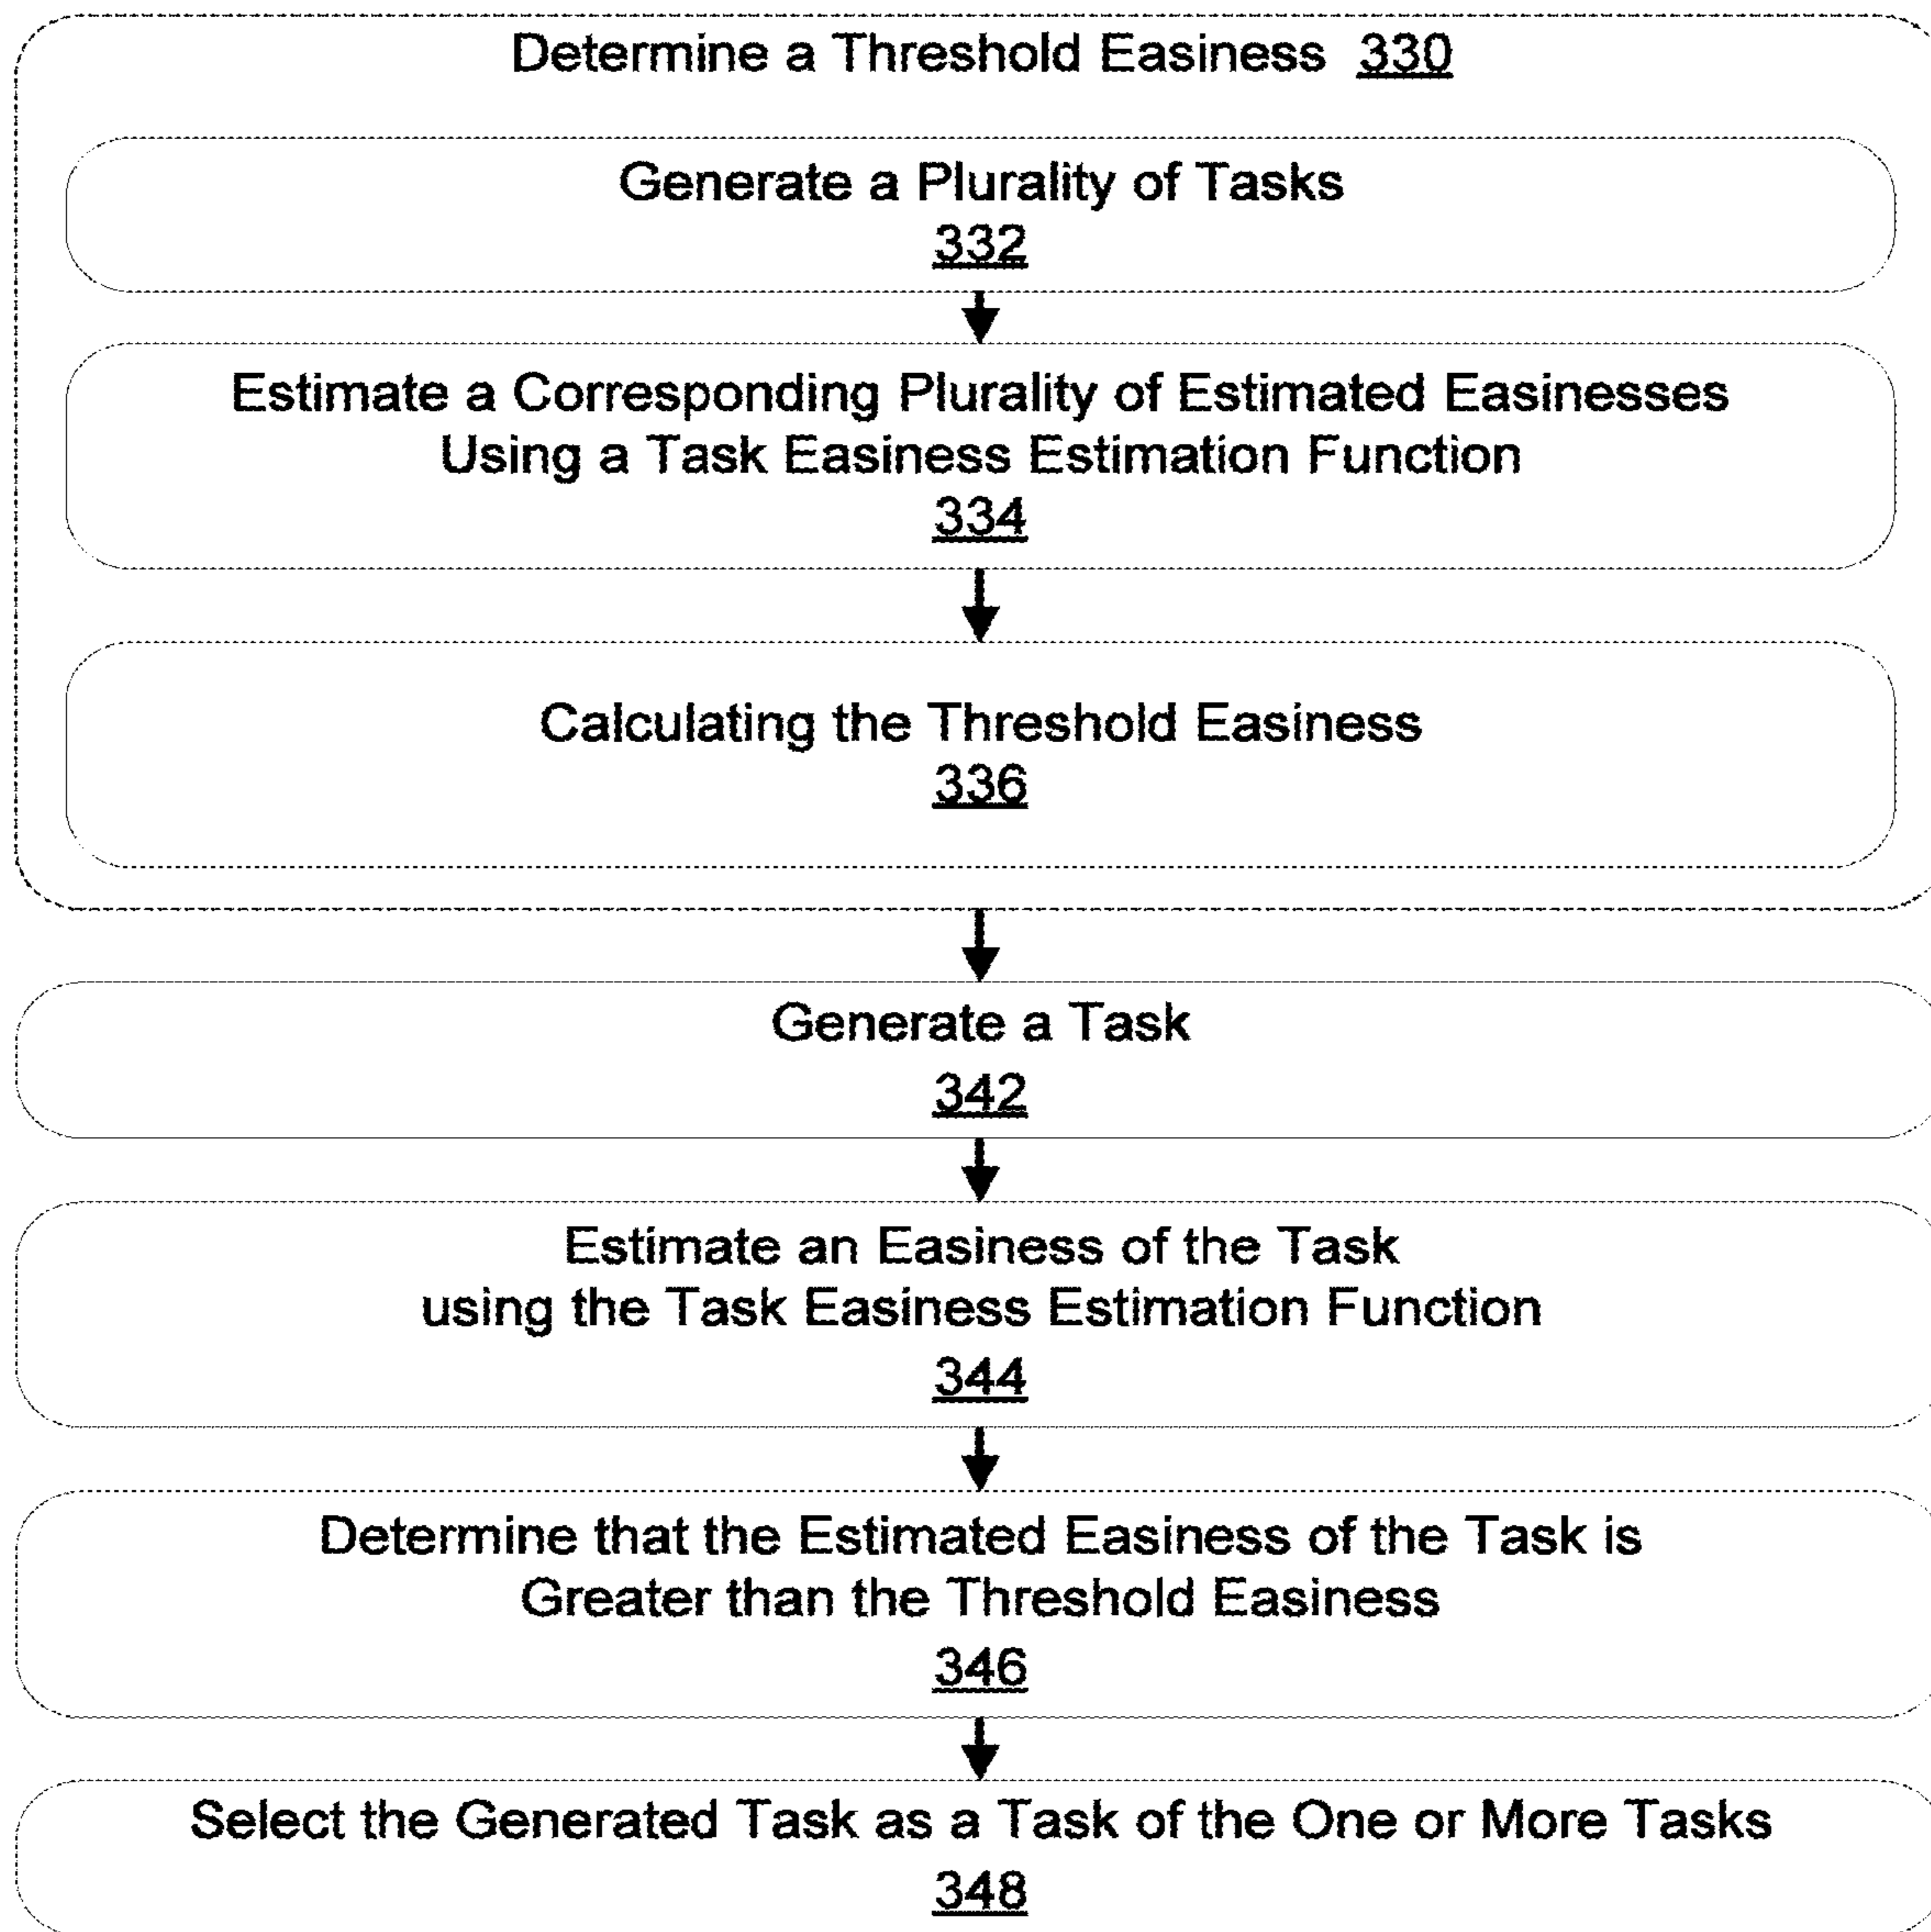 Determine a Threshold Easiness 330
Generate a Plurality of Tasks
332
Estimate a Corresponding Plurality of Estimated Easinesses
Using a Task Easiness Estimation Function
334
Calculating the Threshold Easiness
336
Generate a Task
342
Estimate an Easiness of the Task
using the Task Easiness Estimation Function
344
Determine that the Estimated Easiness of the Task is
Greater than the Threshold Easiness
346
Select the Generated Task as a Task of the One or More Tasks
348